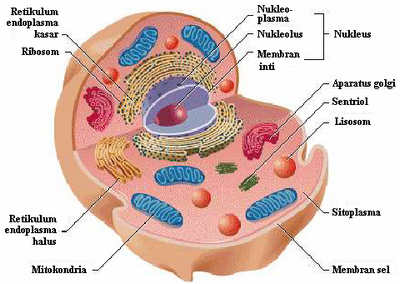 Retikulum
endoplasma
kasar
Ribosom
Nukleo-
plasma
Nukleolus
Membran
inti
Nukleus
Aparatus golgi
Sentriol
Lisosom
Sitoplasma
Membran sel
Retikulum
endoplasma
halus
Mitokondria